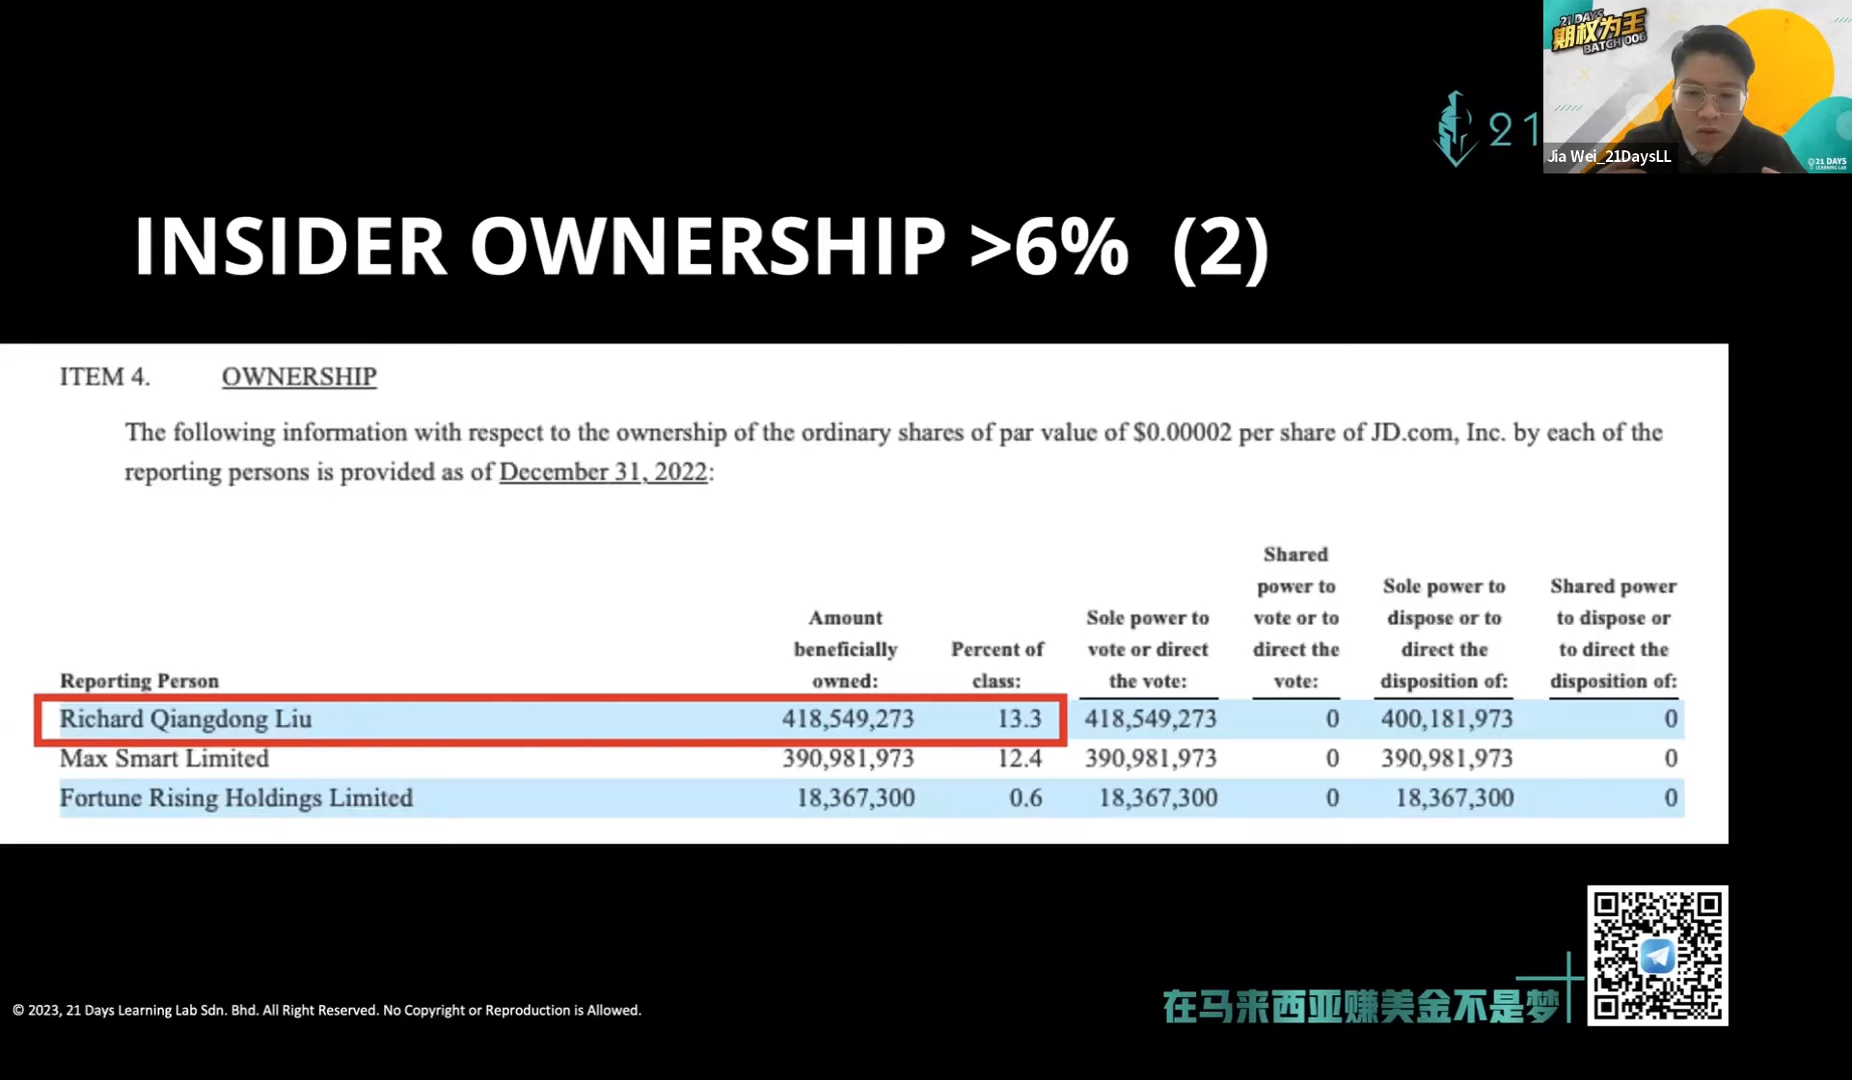 21 DAYS
期权为王
BATCH 006
21
Jia Wei_21DaysLL
21 DAYS
LEARNING LAB
INSIDER OWNERSHIP >6% (2)
ITEM 4. OWNERSHIP
The following information with respect to the ownership of the ordinary shares of par value of $0.00002 per share of JD.com, Inc. by each of the
reporting persons is provided as of December 31, 2022:
Reporting Person
Amount
beneficially
owned:
Percent of
class:
Sole power to
vote or direct
the vote:
Shared
power to
vote or to
direct the
vote:
Sole power to
dispose or to
direct the
disposition of:
Shared power
to dispose or
to direct the
disposition of:
Richard Qiangdong Liu 418,549,273 13.3 418,549,273 0 400,181,973 0
Max Smart Limited 390,981,973 12.4 390,981,973 0 390,981,973 0
Fortune Rising Holdings Limited 18,367,300 0.6 18,367,300 0 18,367,300 0
© 2023, 21 Days Learning Lab Sdn. Bhd. All Right Reserved. No Copyright or Reproduction is Allowed.
在马来西亚赚美金不是梦